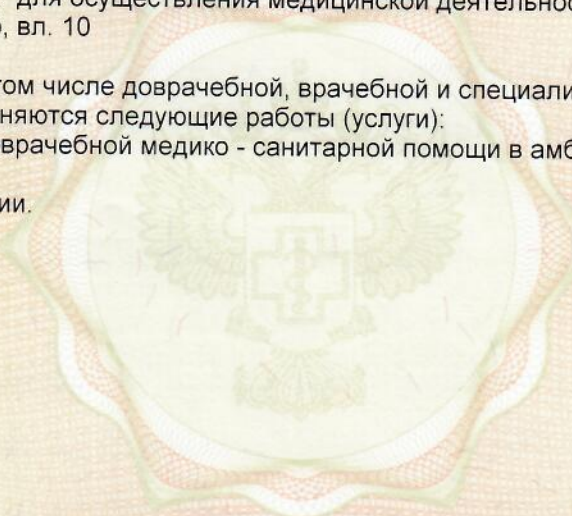 для осуществления медицинской деятельнос
, вл. 10
том числе доврачебной, врачебной и специали
няются следующие работы (услуги):
врачебной медико - санитарной помощи в амб
ии.